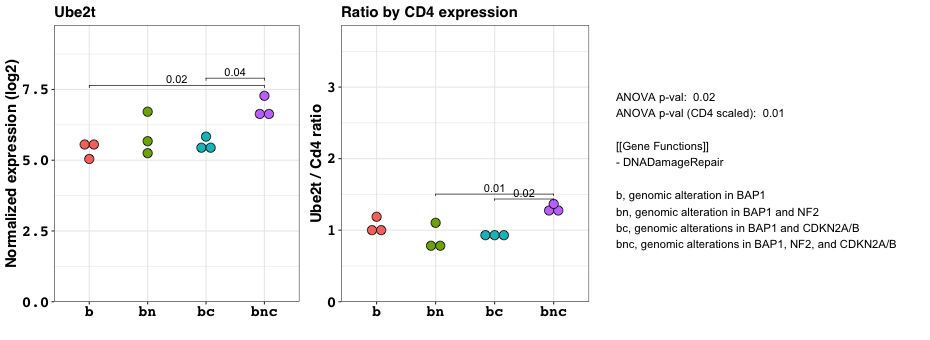 Ube2t
Normalized expression (log2)
7.5
5.0
2.5
0.0
0.02
0.04
b bn bc bnc
Ratio by CD4 expression
Ube2t / Cd4 ratio
3
2
1
0
0.01
0.02
b bn bc bnc
ANOVA p-val: 0.02
ANOVA p-val (CD4 scaled): 0.01
[[Gene Functions]]
- DNADamageRepair
b, genomic alteration in BAP1
bn, genomic alteration in BAP1 and NF2
bc, genomic alterations in BAP1 and CDKN2A/B
bnc, genomic alterations in BAP1, NF2, and CDKN2A/B